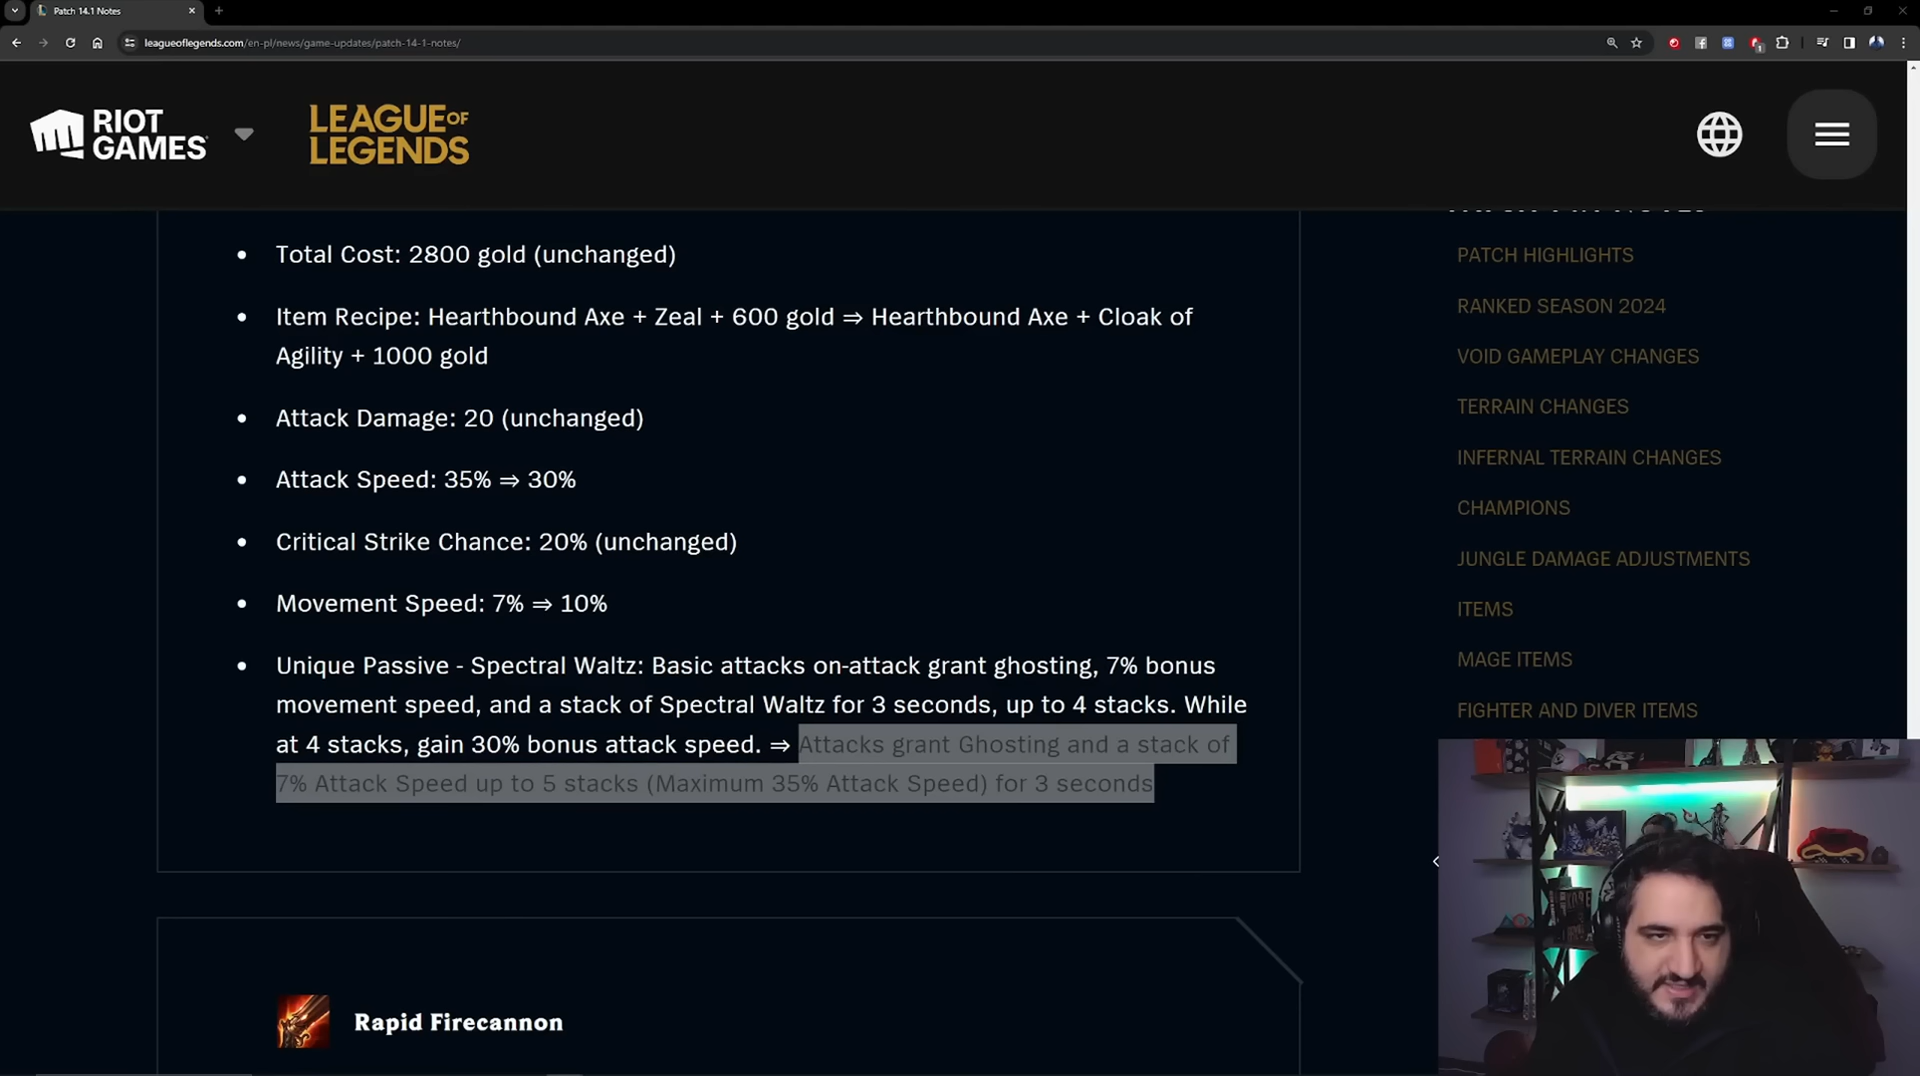 Patch 14.1 Notes
leagueoflegends.com/en-pl/news/game-updates/patch-14-1-notes/
RIOT
GAMES
LEAGUE OF
LEGENDS
Total Cost: 2800 gold (unchanged)
Item Recipe: Hearthbound Axe + Zeal + 600 gold ⇒ Hearthbound Axe + Cloak of
Agility + 1000 gold
Attack Damage: 20 (unchanged)
Attack Speed: 35% ⇒ 30%
Critical Strike Chance: 20% (unchanged)
Movement Speed: 7% ⇒ 10%
Unique Passive - Spectral Waltz: Basic attacks on-attack grant ghosting, 7% bonus
movement speed, and a stack of Spectral Waltz for 3 seconds, up to 4 stacks. While
at 4 stacks, gain 30% bonus attack speed. ⇒ Attacks grant Ghosting and a stack of
7% Attack Speed up to 5 stacks (Maximum 35% Attack Speed) for 3 seconds
Rapid Firecannon
PATCH HIGHLIGHTS
RANKED SEASON 2024
VOID GAMEPLAY CHANGES
TERRAIN CHANGES
INFERNAL TERRAIN CHANGES
CHAMPIONS
JUNGLE DAMAGE ADJUSTMENTS
ITEMS
MAGE ITEMS
FIGHTER AND DIVER ITEMS